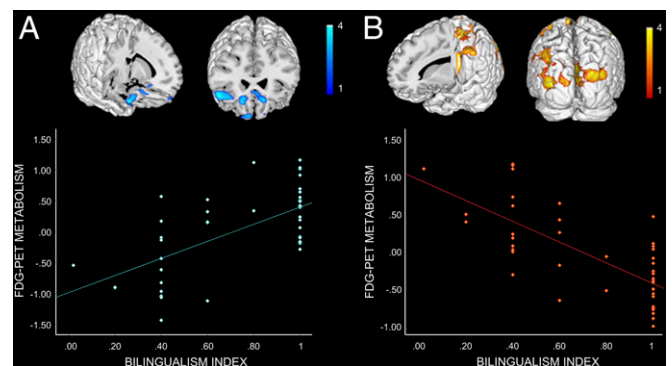 A
4
1
B
4
1
FDG-PET METABOLISM
1.50
1.00
.50
.00
-.50
-1.00
-1.50
.00 .20 .40 .60 .80 1
BILINGUALISM INDEX
FDG-PET METABOLISM
1.50
1.00
.50
.00
-.50
-1.00
.00 .20 .40 .60 .80 1
BILINGUALISM INDEX